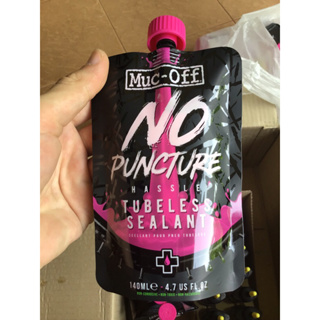 Muc-Off
NO
PUNCTURE
HASSLE
TUBELESS
SEALANT
140ML 4.7 US FL OZ